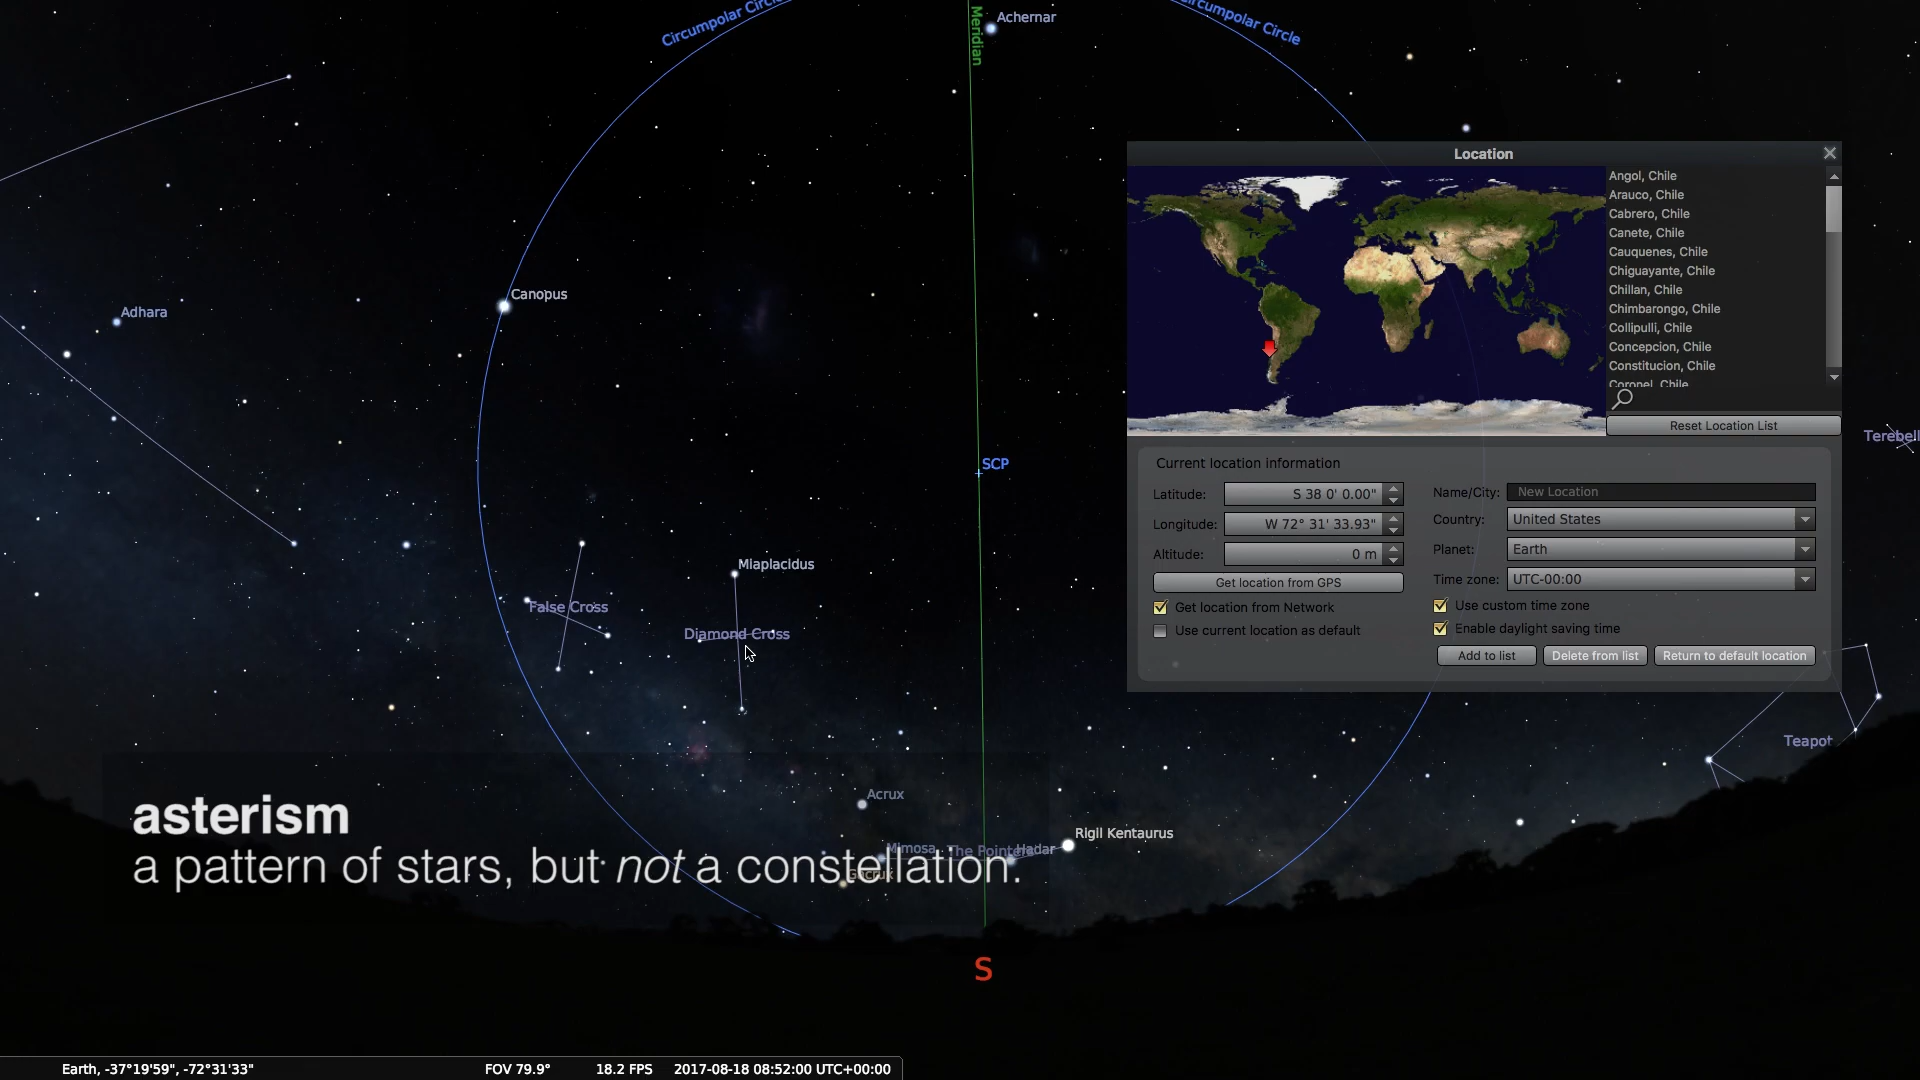 Circumpolar Circle
Meridian
Achernar
Circumpolar Circle
Canopus
Adhara
SCP
Miaplacidus
False Cross
Diamond Cross
Location
Angol, Chile
Arauco, Chile
Cabrero, Chile
Canete, Chile
Cauquenes, Chile
Chiguayante, Chile
Chillan, Chile
Chimbarongo, Chile
Collipulli, Chile
Concepcion, Chile
Constitucion, Chile
Coronel, Chile
Reset Location List
Current location information
Latitude: S 38 0' 0.00"
Longitude: W 72° 31' 33.93"
Altitude: 0 m
Get location from GPS
Get location from Network
Use current location as default
Name/City: New Location
Country: United States
Planet: Earth
Time zone: UTC-00:00
Use custom time zone
Enable daylight saving time
Add to list
Delete from list
Return to default location
Terebell
Teapot
Acrux
Rigil Kentaurus
Mimosa
The Pointers
Hadar
Gacrux
asterism
a pattern of stars, but not a constellation.
S
Earth, -37°19'59", -72°31'33" FOV 79.9° 18.2 FPS 2017-08-18 08:52:00 UTC+00:00